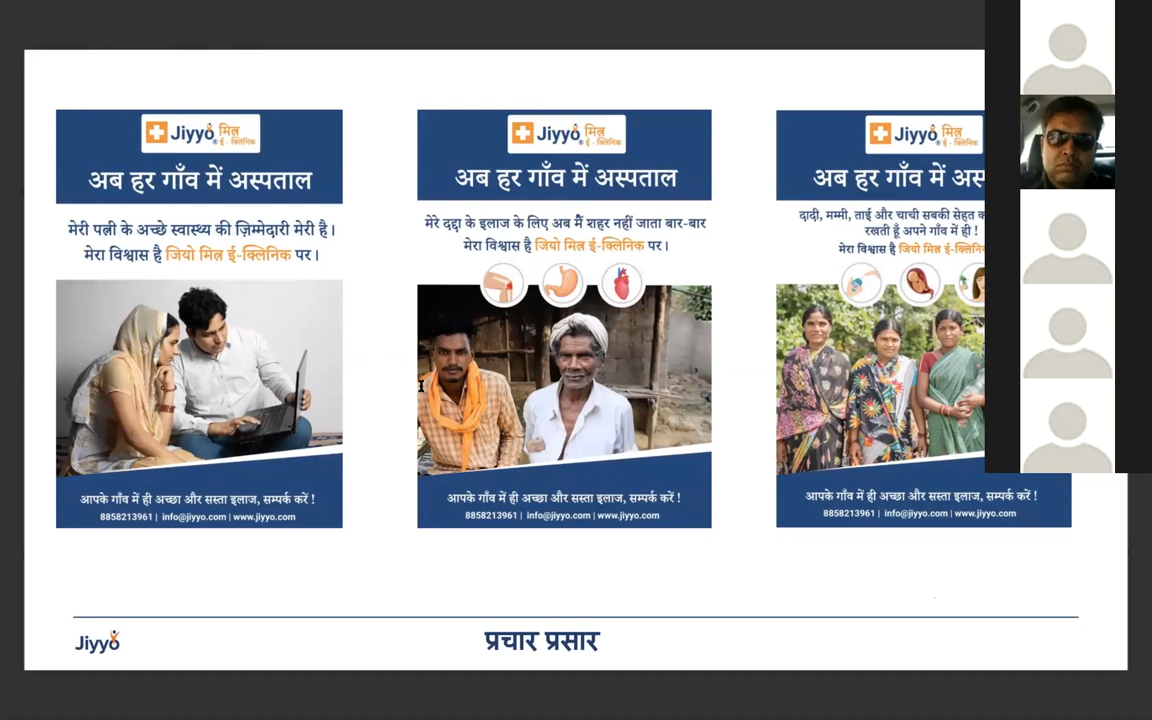 Jiyyo मित्र
® ई - क्लिनिक
अब हर गाँव में अस्पताल
मेरी पत्नी के अच्छे स्वास्थ्य की ज़िम्मेदारी मेरी है।
मेरा विश्वास है जियो मित्र ई-क्लिनिक पर।
आपके गाँव में ही अच्छा और सस्ता इलाज, सम्पर्क करें !
8858213961 | info@jiyyo.com | www.jiyyo.com
Jiyyo मित्र
® ई - क्लिनिक
अब हर गाँव में अस्पताल
मेरे दद्दा के इलाज के लिए अब मैं शहर नहीं जाता बार-बार
मेरा विश्वास है जियो मित्र ई-क्लिनिक पर।
आपके गाँव में ही अच्छा और सस्ता इलाज, सम्पर्क करें !
8858213961 | info@jiyyo.com | www.jiyyo.com
Jiyyo मित्र
® ई - क्लिनिक
अब हर गाँव में
दादी, मम्मी, ताई और चाची सबकी सेहत
रखती हूँ अपने गाँव में ही !
मेरा विश्वास है जियो मित्र
आपके गाँव में ही अच्छा और सस्ता इलाज, सम्पर्क करें !
8858213961 | info@jiyyo.com | www.jiyyo.com
Jiyyo
प्रचार प्रसार